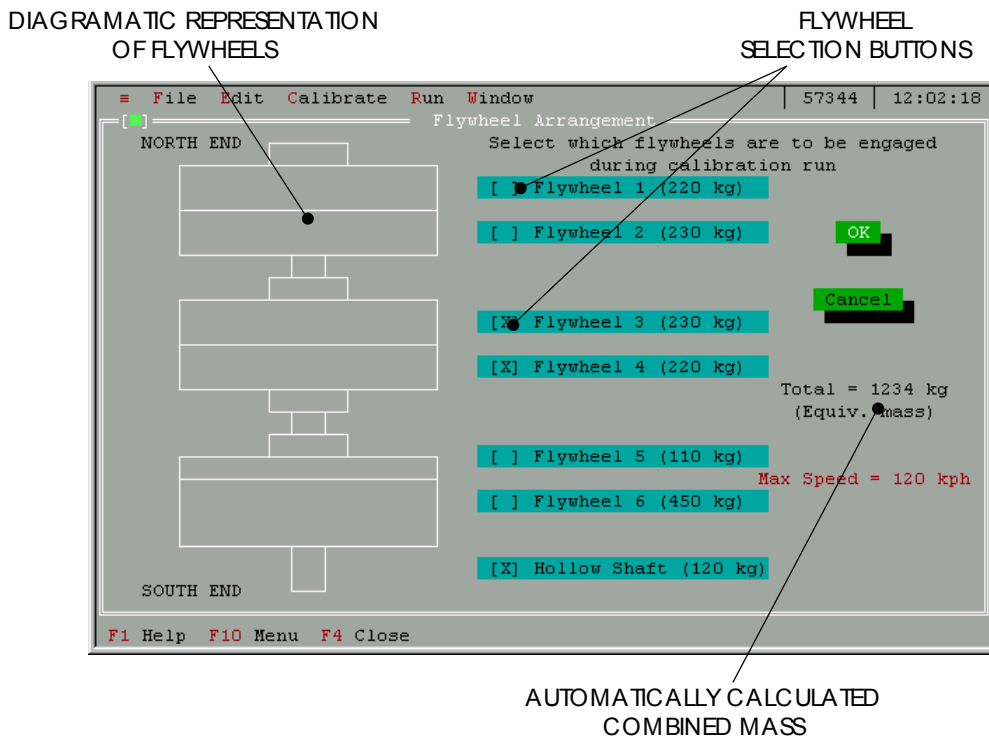 DIAGRAMATIC REPRESENTATION
OF FLYWHEELS
FLYWHEEL
SELECTION BUTTONS
≡ File Edit Calibrate Run Window 57344 12:02:18
[■] Flywheel Arrangement
NORTH END
Select which flywheels are to be engaged
during calibration run
[ ] Flywheel 1 (220 kg)
[ ] Flywheel 2 (230 kg)
OK
Cancel
[X] Flywheel 3 (230 kg)
[X] Flywheel 4 (220 kg)
Total = 1234 kg
(Equiv. mass)
[ ] Flywheel 5 (110 kg)
Max Speed = 120 kph
[ ] Flywheel 6 (450 kg)
[X] Hollow Shaft (120 kg)
SOUTH END
F1 Help F10 Menu F4 Close
AUTOMATICALLY CALCULATED
COMBINED MASS